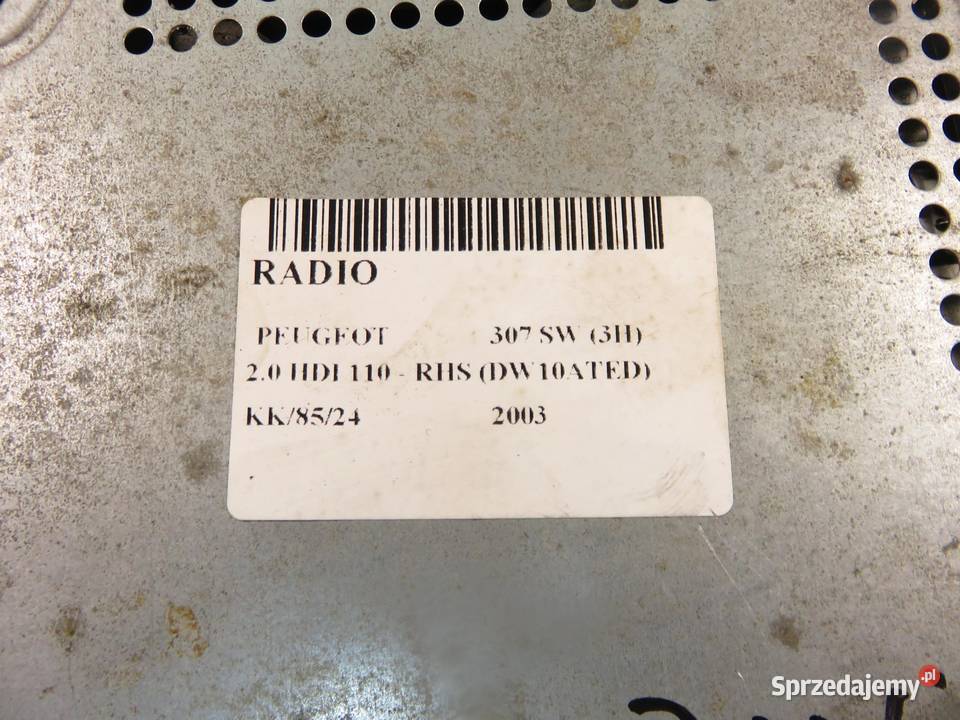 RADIO
PEUGEOT 307 SW (3H)
2.0 HDI 110 - RHS (DW10ATED)
KK/85/24 2003
Sprzedajemy.pl